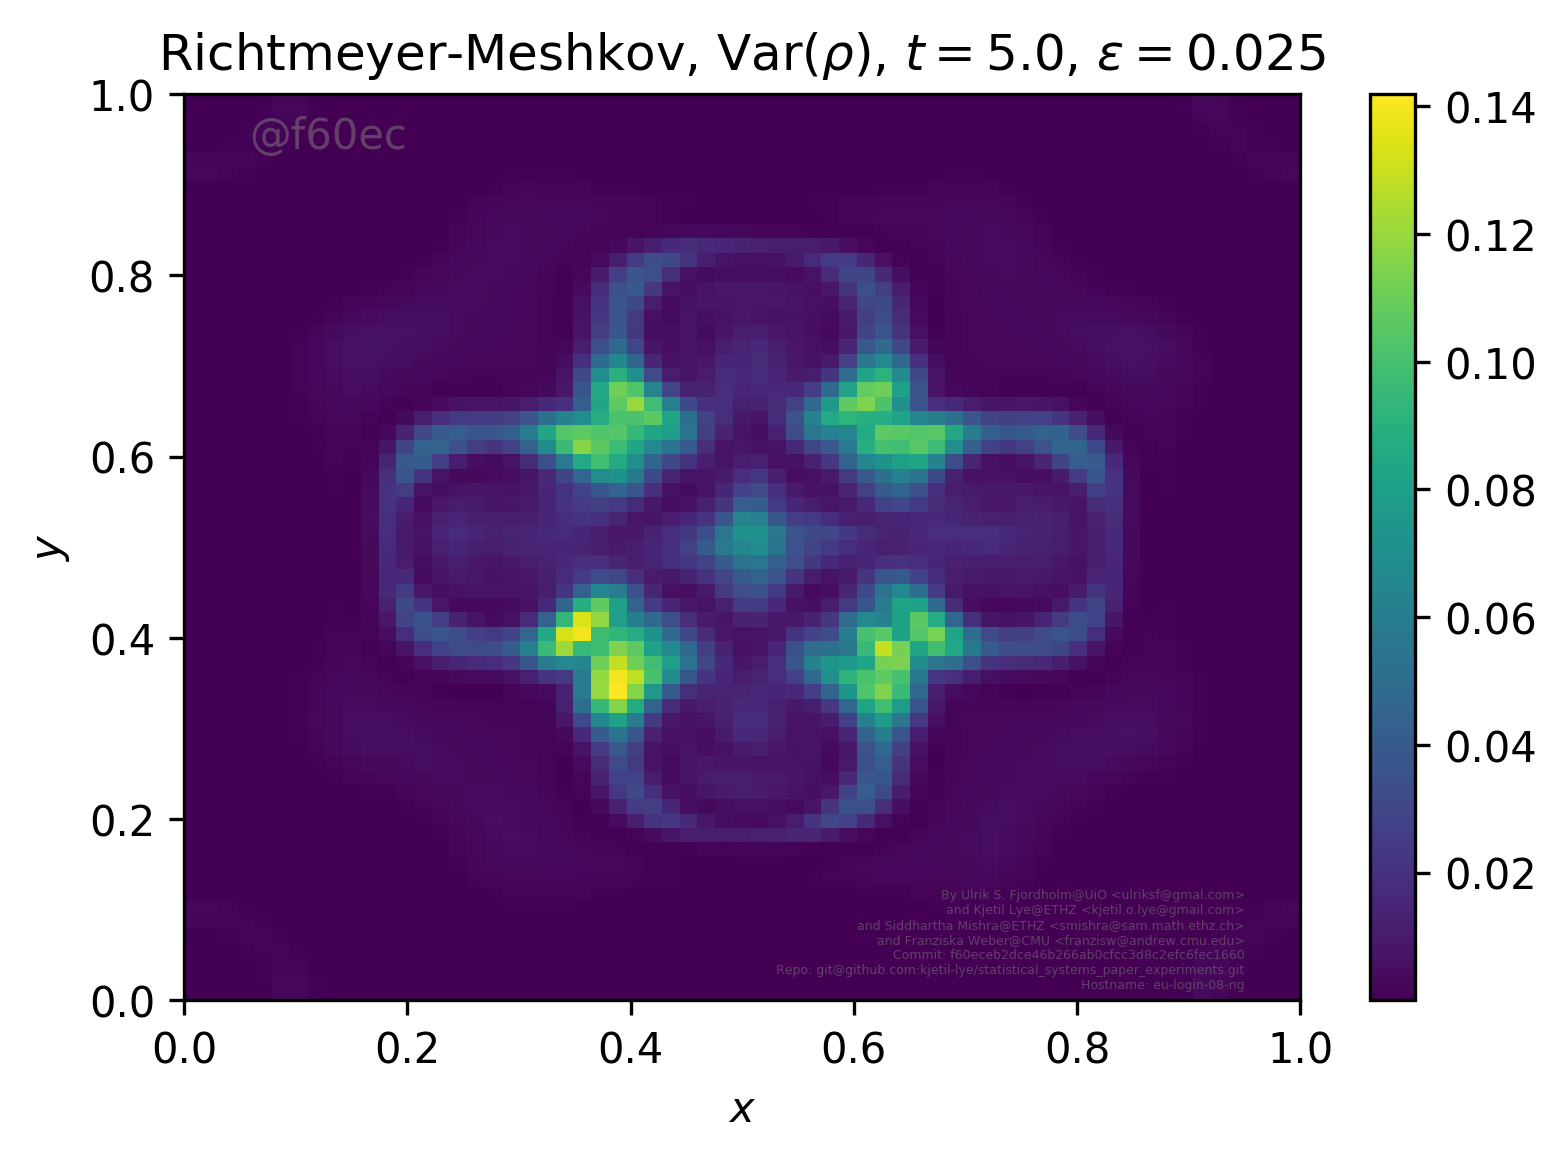 Richtmeyer-Meshkov, Var(ρ), t = 5.0, ε = 0.025
@f60ec
1.0
0.8
0.6
0.4
0.2
0.0
y
0.0 0.2 0.4 0.6 0.8 1.0
x
0.14
0.12
0.10
0.08
0.06
0.04
0.02
By Ulrik S. Fjordholm@UiO <ulriksf@gmal.com>
and Kjetil Lye@ETHZ <kjetil.o.lye@gmail.com>
and Siddhartha Mishra@ETHZ <smishra@sam.math.ethz.ch>
and Franziska Weber@CMU <franzisw@andrew.cmu.edu>
Commit: f60eceb2dce46b266ab0cfcc3d8c2efc6fec1660
Repo: git@github.com:kjetil-lye/statistical_systems_paper_experiments.git
Hostname: eu-login-08-ng